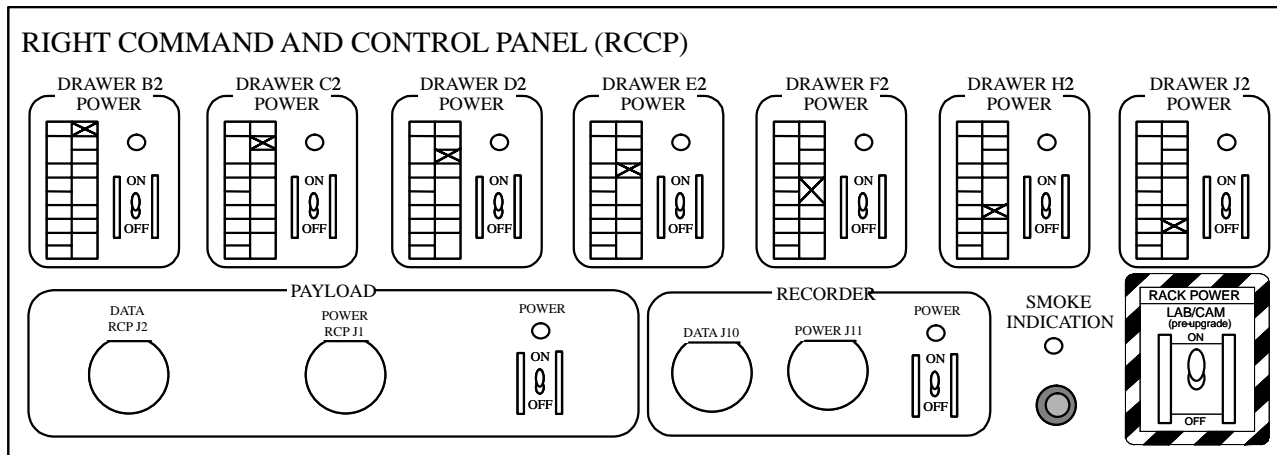 RIGHT COMMAND AND CONTROL PANEL (RCCP)
DRAWER B2
POWER
ON
OFF
DRAWER C2
POWER
ON
OFF
DRAWER D2
POWER
ON
OFF
DRAWER E2
POWER
ON
OFF
DRAWER F2
POWER
ON
OFF
DRAWER H2
POWER
ON
OFF
DRAWER J2
POWER
ON
OFF
PAYLOAD
DATA
RCP J2
POWER
RCP J1
POWER
ON
OFF
RECORDER
DATA J10
POWER J11
POWER
ON
OFF
SMOKE
INDICATION
RACK POWER
LAB/CAM
(pre-upgrade)
ON
OFF